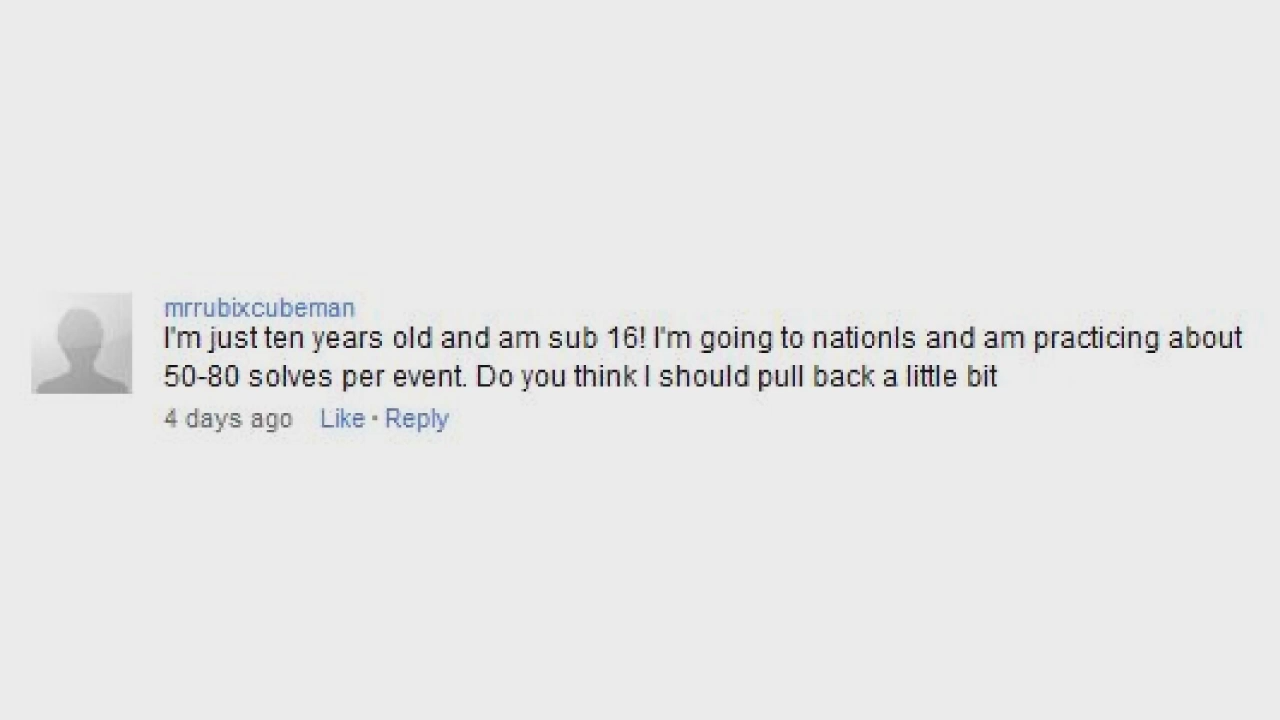 mrrubixcubeman
I'm just ten years old and am sub 16! I'm going to nationls and am practicing about
50-80 solves per event. Do you think I should pull back a little bit
4 days ago Like · Reply